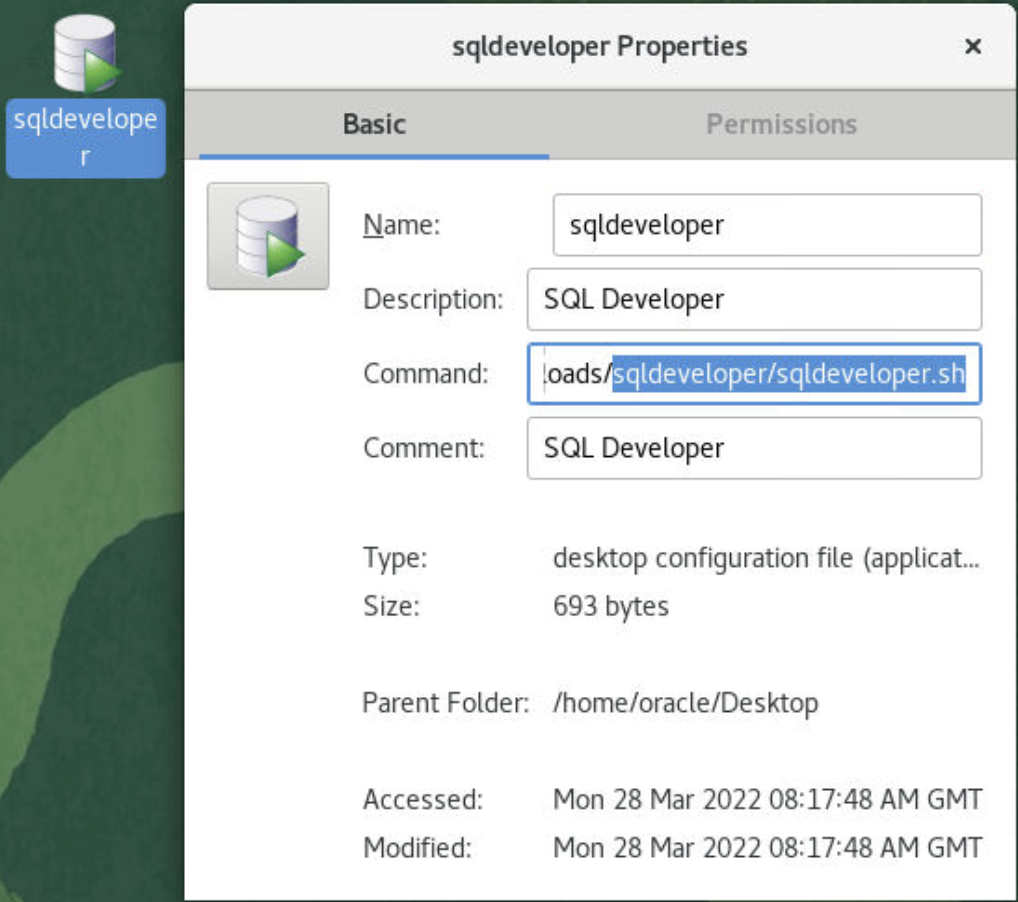 sqldevelope
r
sqldeveloper Properties
Basic
Permissions
Name: sqldeveloper
Description: SQL Developer
Command: loads/sqldeveloper/sqldeveloper.sh
Comment: SQL Developer
Type: desktop configuration file (applicat...
Size: 693 bytes
Parent Folder: /home/oracle/Desktop
Accessed: Mon 28 Mar 2022 08:17:48 AM GMT
Modified: Mon 28 Mar 2022 08:17:48 AM GMT